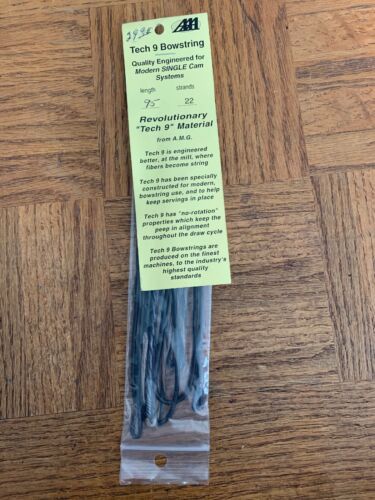 Tech 9 Bowstring
Quality Engineered for
Modern SINGLE Cam
Systems
length strands
95 22
Revolutionary
"Tech 9" Material
from A.M.G.
Tech 9 is engineered
better, at the mill, where
fibers become string
Tech 9 has been specially
constructed for modern,
bowstring use, and to help
keep servings in place
Tech 9 has "no-rotation"
properties which keep the
peep in alignment
throughout the draw cycle
Tech 9 Bowstrings are
produced on the finest
machines, to the industry's
highest quality
standards